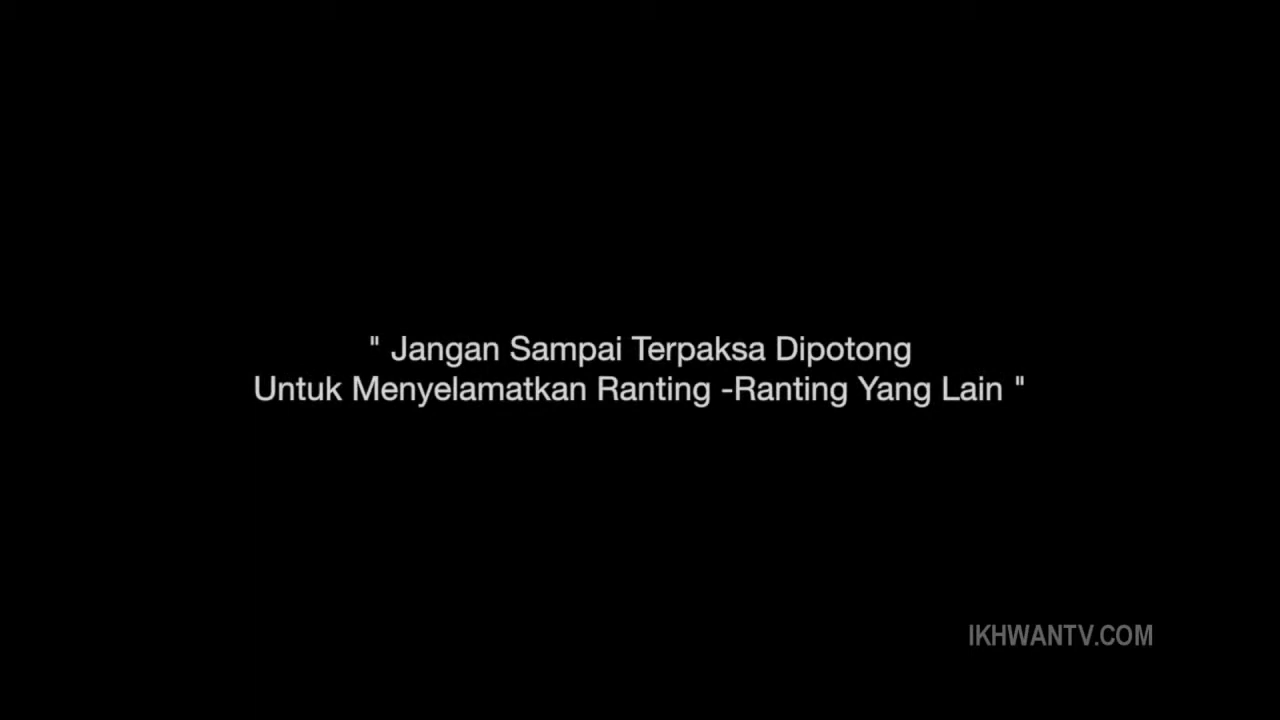 " Jangan Sampai Terpaksa Dipotong
Untuk Menyelamatkan Ranting -Ranting Yang Lain "
IKHWANTV.COM